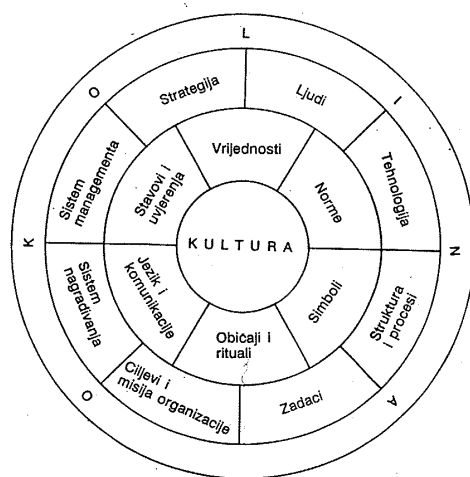 O K O L I N A
Strategija
Ljudi
Tehnologija
Struktura
i procesi
Zadaci
Ciljevi i
misija organizacije
Sistem
nagrađivanja
Sistem
managementa
Vrijednosti
Norme
Simboli
Običaji i
rituali
Jezik i
komunikacije
Stavovi i
uvjerenja
KULTURA